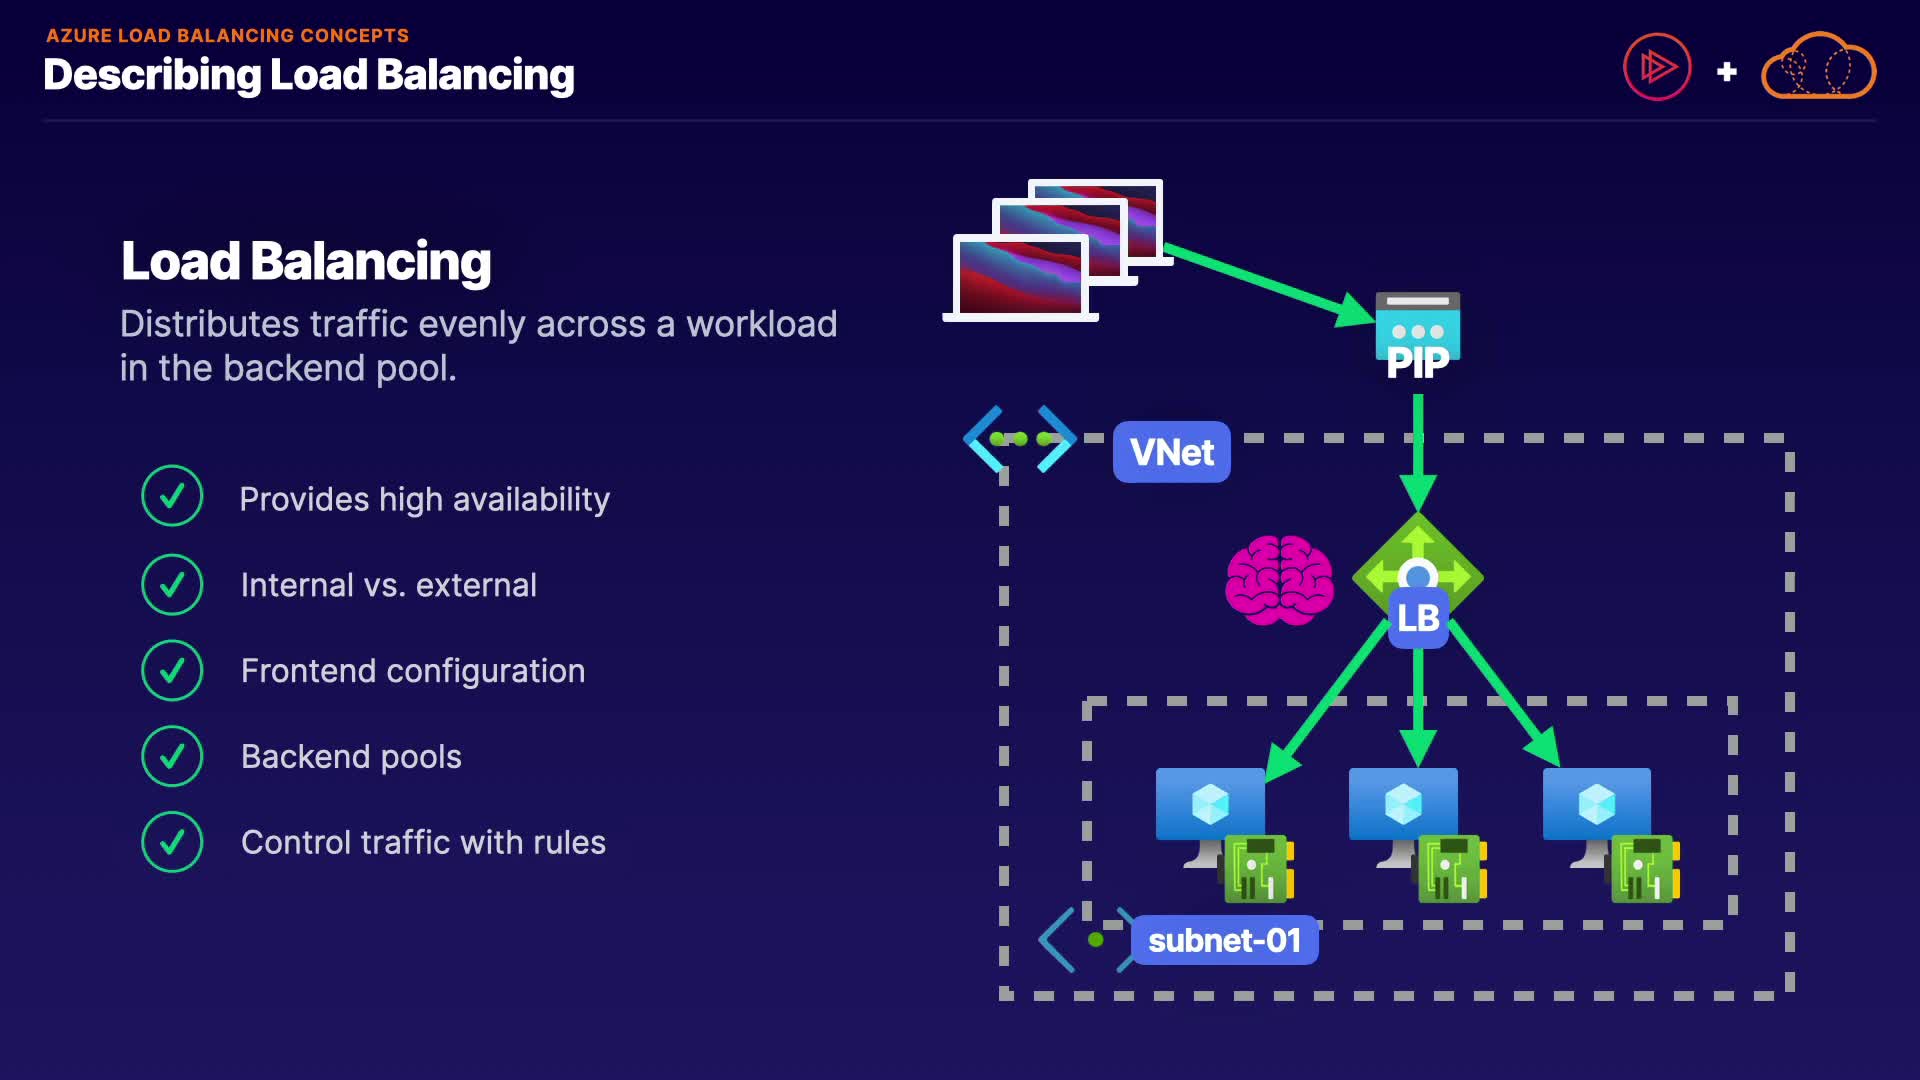 AZURE LOAD BALANCING CONCEPTS
Describing Load Balancing
Load Balancing
Distributes traffic evenly across a workload
in the backend pool.
Provides high availability
Internal vs. external
Frontend configuration
Backend pools
Control traffic with rules
PIP
VNet
LB
subnet-01